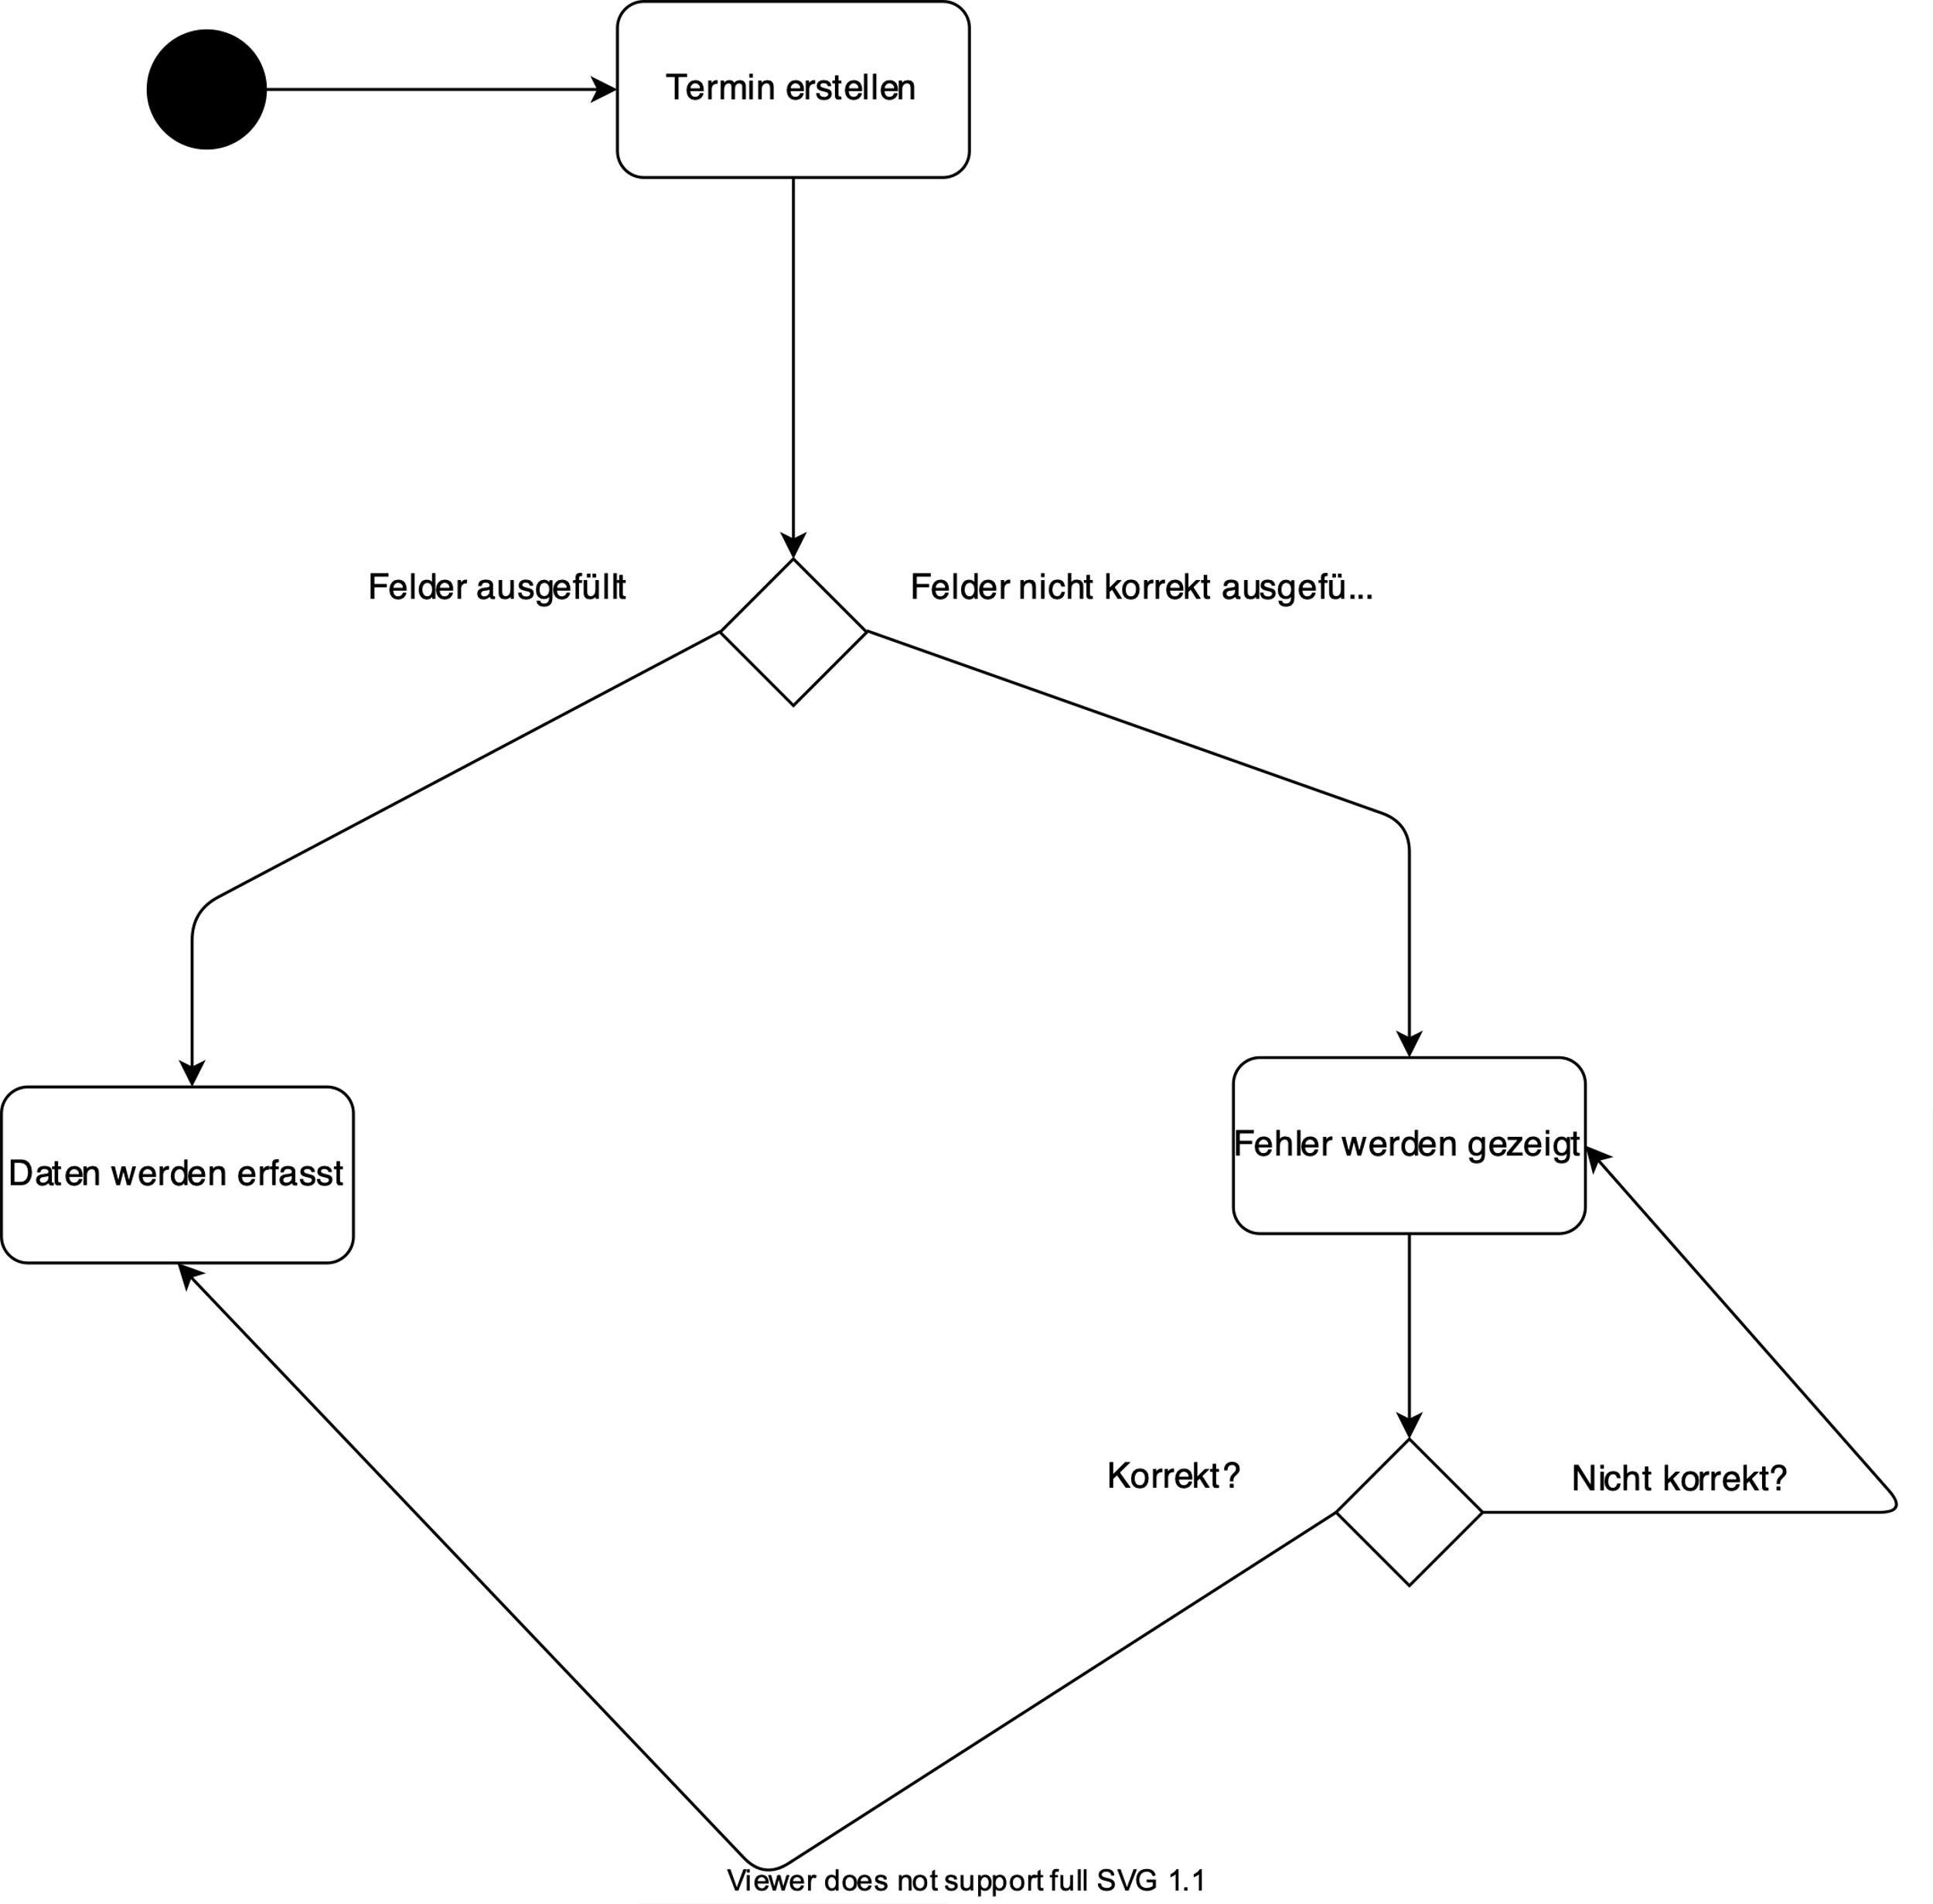 Termin erstellen
Felder ausgefüllt
Felder nicht korrekt ausgefü...
Daten werden erfasst
Fehler werden gezeigt
Korrekt?
Nicht korrekt?
Viewer does not support full SVG 1.1